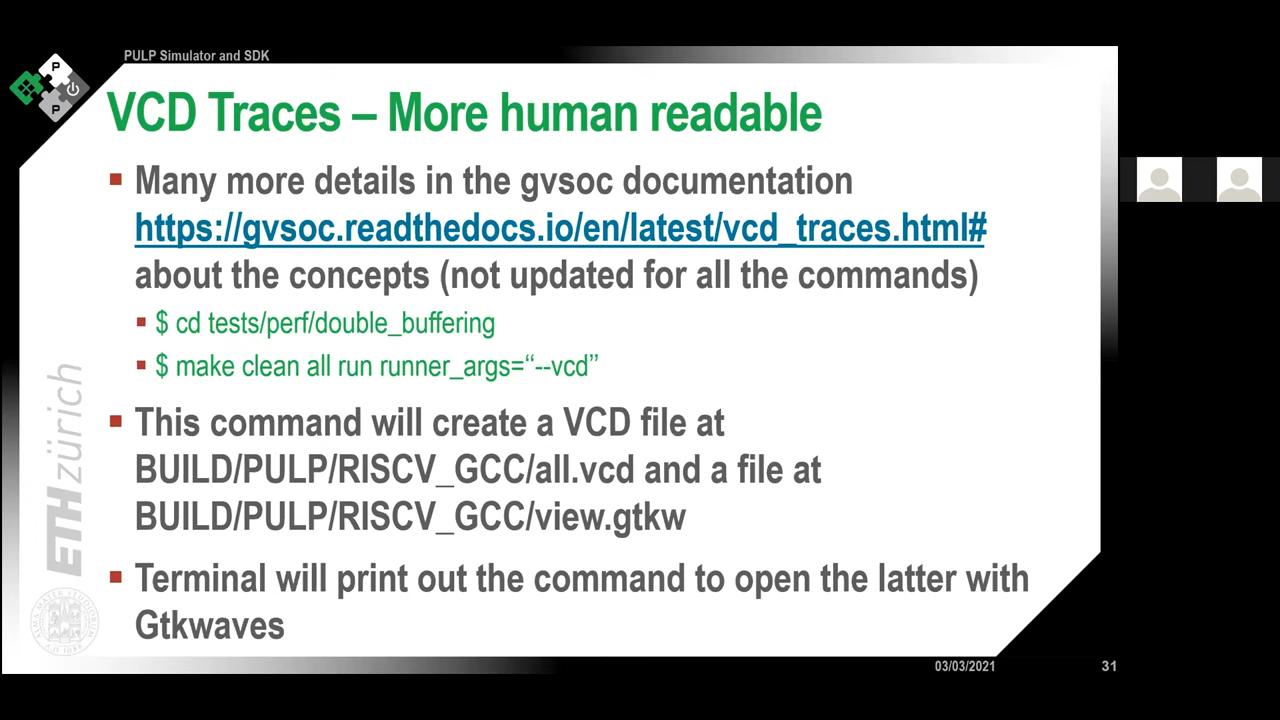 PULP Simulator and SDK
P
P
VCD Traces – More human readable
▪ Many more details in the gvsoc documentation
https://gvsoc.readthedocs.io/en/latest/vcd_traces.html#
about the concepts (not updated for all the commands)
▪ $ cd tests/perf/double_buffering
▪ $ make clean all run runner_args=“--vcd”
▪ This command will create a VCD file at
BUILD/PULP/RISCV_GCC/all.vcd and a file at
BUILD/PULP/RISCV_GCC/view.gtkw
▪ Terminal will print out the command to open the latter with
Gtkwaves
ETH zürich
03/03/2021
31